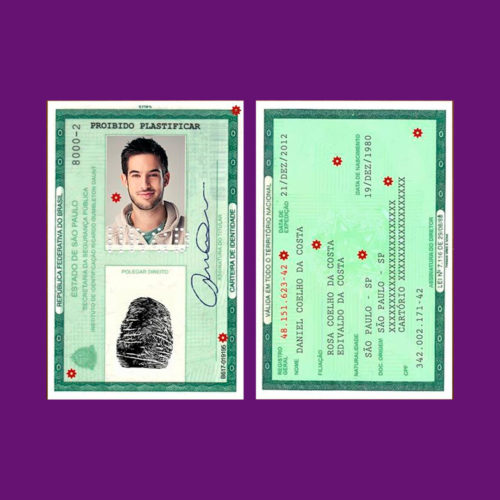 REPÚBLICA FEDERATIVA DO BRASIL
ESTADO DE SÃO PAULO
SECRETARIA DA SEGURANÇA PÚBLICA
INSTITUTO DE IDENTIFICAÇÃO RICARDO GUMBLETON DAUNT
8000-2
PROIBIDO PLASTIFICAR
POLEGAR DIREITO
ASSINATURA DO TITULAR
CARTEIRA DE IDENTIDADE
VÁLIDA EM TODO O TERRITÓRIO NACIONAL
REGISTRO GERAL 48.151.623-42 DATA DE EXPEDIÇÃO 21/DEZ/2012
NOME DANIEL COELHO DA COSTA
FILIAÇÃO ROSA COELHO DA COSTA
EDIVALDO DA COSTA
NATURALIDADE SÃO PAULO - SP DATA DE NASCIMENTO 19/DEZ/1980
DOC ORIGEM SÃO PAULO - SP
XXXXXXXXXXXXXXXXXXXX
CARTÓRIO XXXXXXXXXXXXXXX
CPF 342.002.171-42
ASSINATURA DO DIRETOR
LEI Nº 7.116 DE 29/08/83